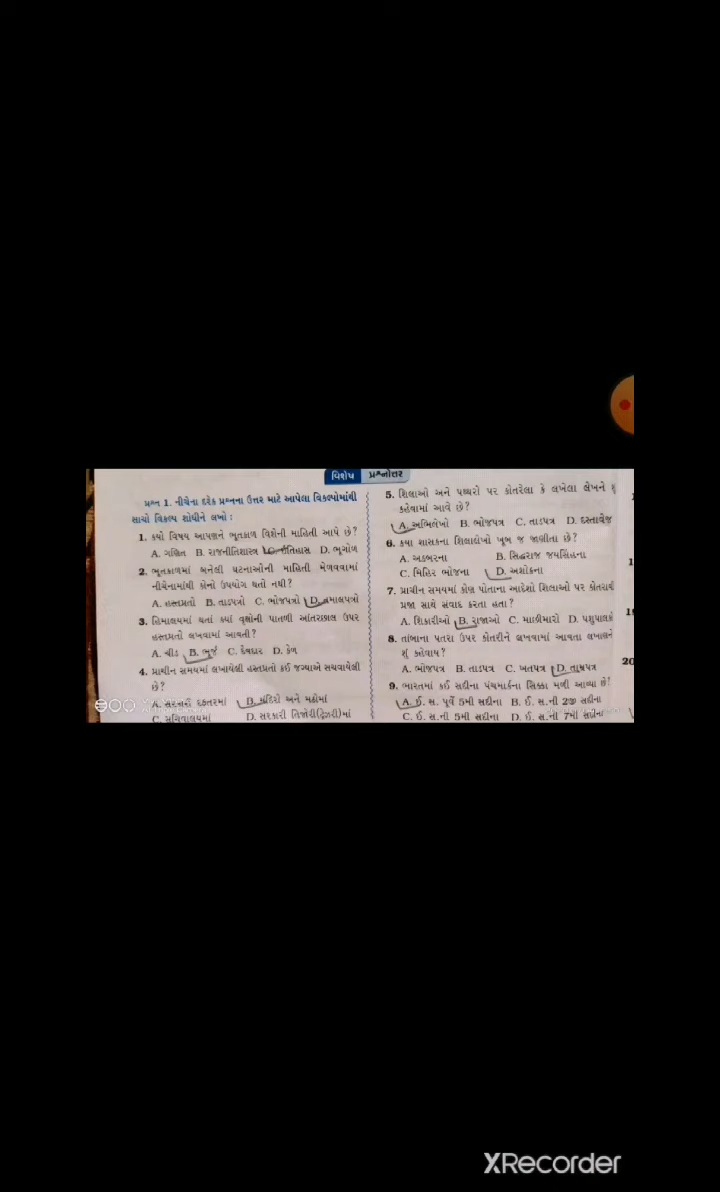 વિશેષ પ્રશ્નોત્તર
પ્રશ્ન 1. નીચેના દરેક પ્રશ્નના ઉત્તર માટે આપેલા વિકલ્પોમાંથી
સાચો વિકલ્પ શોધીને લખો :
1. કયો વિષય આપણને ભૂતકાળ વિશેની માહિતી આપે છે?
A. ગણિત B. રાજનીતિશાસ્ત્ર C. ઇતિહાસ D. ભૂગોળ
2. ભૂતકાળમાં બનેલી ઘટનાઓની માહિતી મેળવવામાં
નીચેનામાંથી કોનો ઉપયોગ થતો નથી?
A. હસ્તપ્રતો B. તાડપત્રો C. ભોજપત્રો D. તમાલપત્રો
3. હિમાલયમાં થતાં ક્યાં વૃક્ષોની પાતળી આંતરછાલ ઉપર
હસ્તપ્રતો લખવામાં આવતી?
A. ચીડ B. ભૂર્જ C. દેવદાર D. કેળ
4. પ્રાચીન સમયમાં લખાયેલી હસ્તપ્રતો કઈ જગ્યાએ સચવાયેલી
છે?
A. સરકારી દફતરમાં B. મંદિરો અને મઠોમાં
C. સચિવાલયમાં D. સરકારી તિજોરી(ટ્રેઝરી)માં
5. શિલાઓ અને પથ્થરો પર કોતરેલા કે લખેલા લેખને શું
કહેવામાં આવે છે?
A. અભિલેખો B. ભોજપત્ર C. તાડપત્ર D. દસ્તાવેજ
6. કયા શાસકના શિલાલેખો ખૂબ જ જાણીતા છે?
A. અકબરના B. સિદ્ધરાજ જયસિંહના
C. મિહિર ભોજના D. અશોકના
7. પ્રાચીન સમયમાં કોણ પોતાના આદેશો શિલાઓ પર કોતરાવી
પ્રજા સાથે સંવાદ કરતા હતા?
A. શિકારીઓ B. રાજાઓ C. માછીમારો D. પશુપાલકો
8. તાંબાના પતરા ઉપર કોતરીને લખવામાં આવતા લખાણને
શું કહેવાય?
A. ભોજપત્ર B. તાડપત્ર C. ખતપત્ર D. તામ્રપત્ર
9. ભારતમાં કઈ સદીના પંચમાર્કના સિક્કા મળી આવ્યા છે?
A. ઈ. સ. પૂર્વે 5મી સદીના B. ઈ. સ.ની 2જી સદીના
C. ઈ. સ.ની 5મી સદીના D. ઈ. સ.ની 7મી સદીના
20
XRecorder